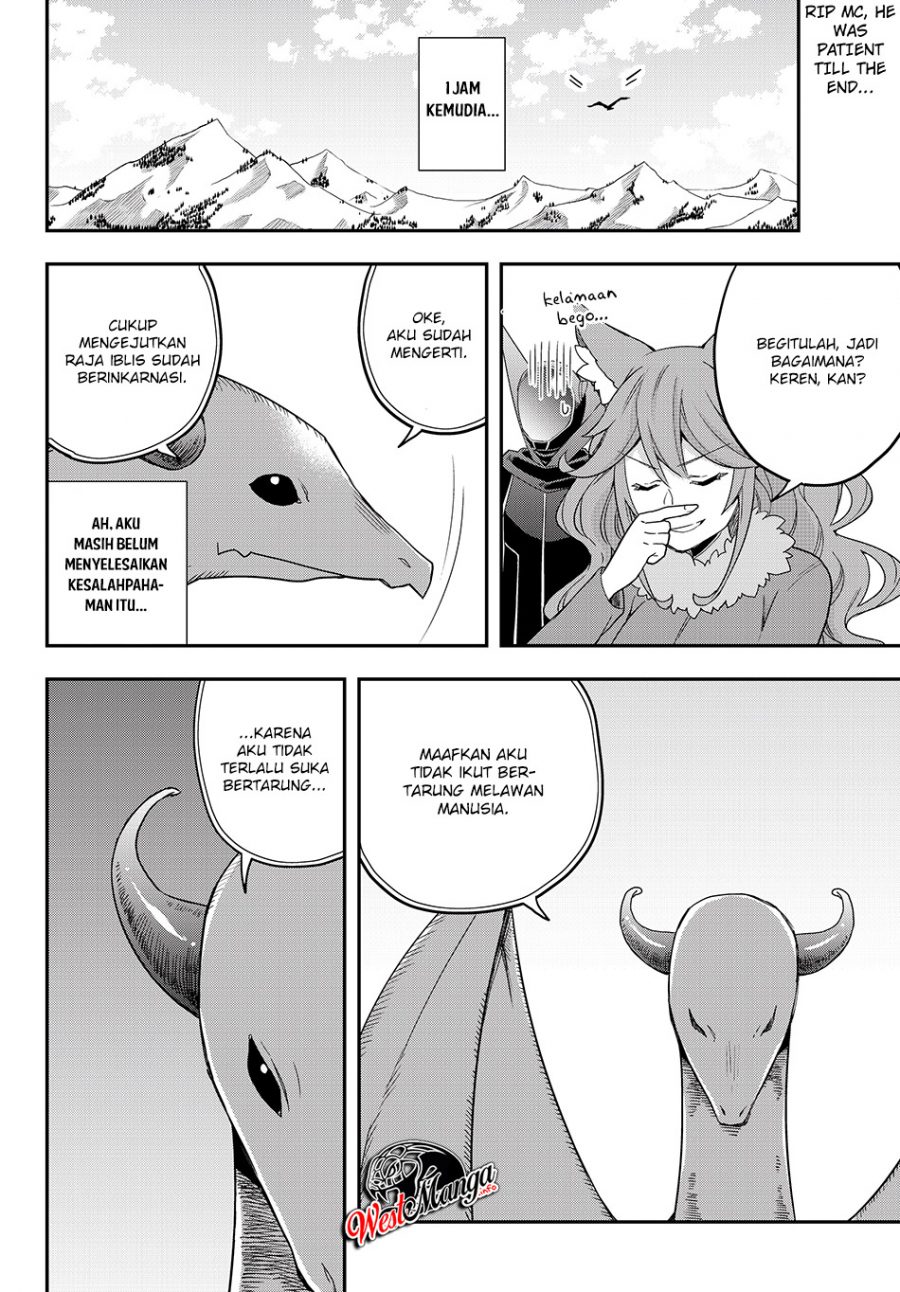 RIP MC, HE
WAS
PATIENT
TILL THE
END...
1 JAM
KEMUDIA...
BEGITULAH, JADI
BAGAIMANA?
KEREN, KAN?
kelamaan
bego...
OKE,
AKU SUDAH
MENGERTI.
CUKUP
MENGEJUTKAN
RAJA IBLIS SUDAH
BERINKARNASI.
AH. AKU
MASIH BELUM
MENYELESAIKAN
KESALAHPAHA-
MAN ITU...
MAAFKAN AKU
TIDAK IKUT BER-
TARUNG MELAWAN
MANUSIA.
...KARENA
AKU TIDAK
TERLALU SUKA
BERTARUNG...
WestManga
.info